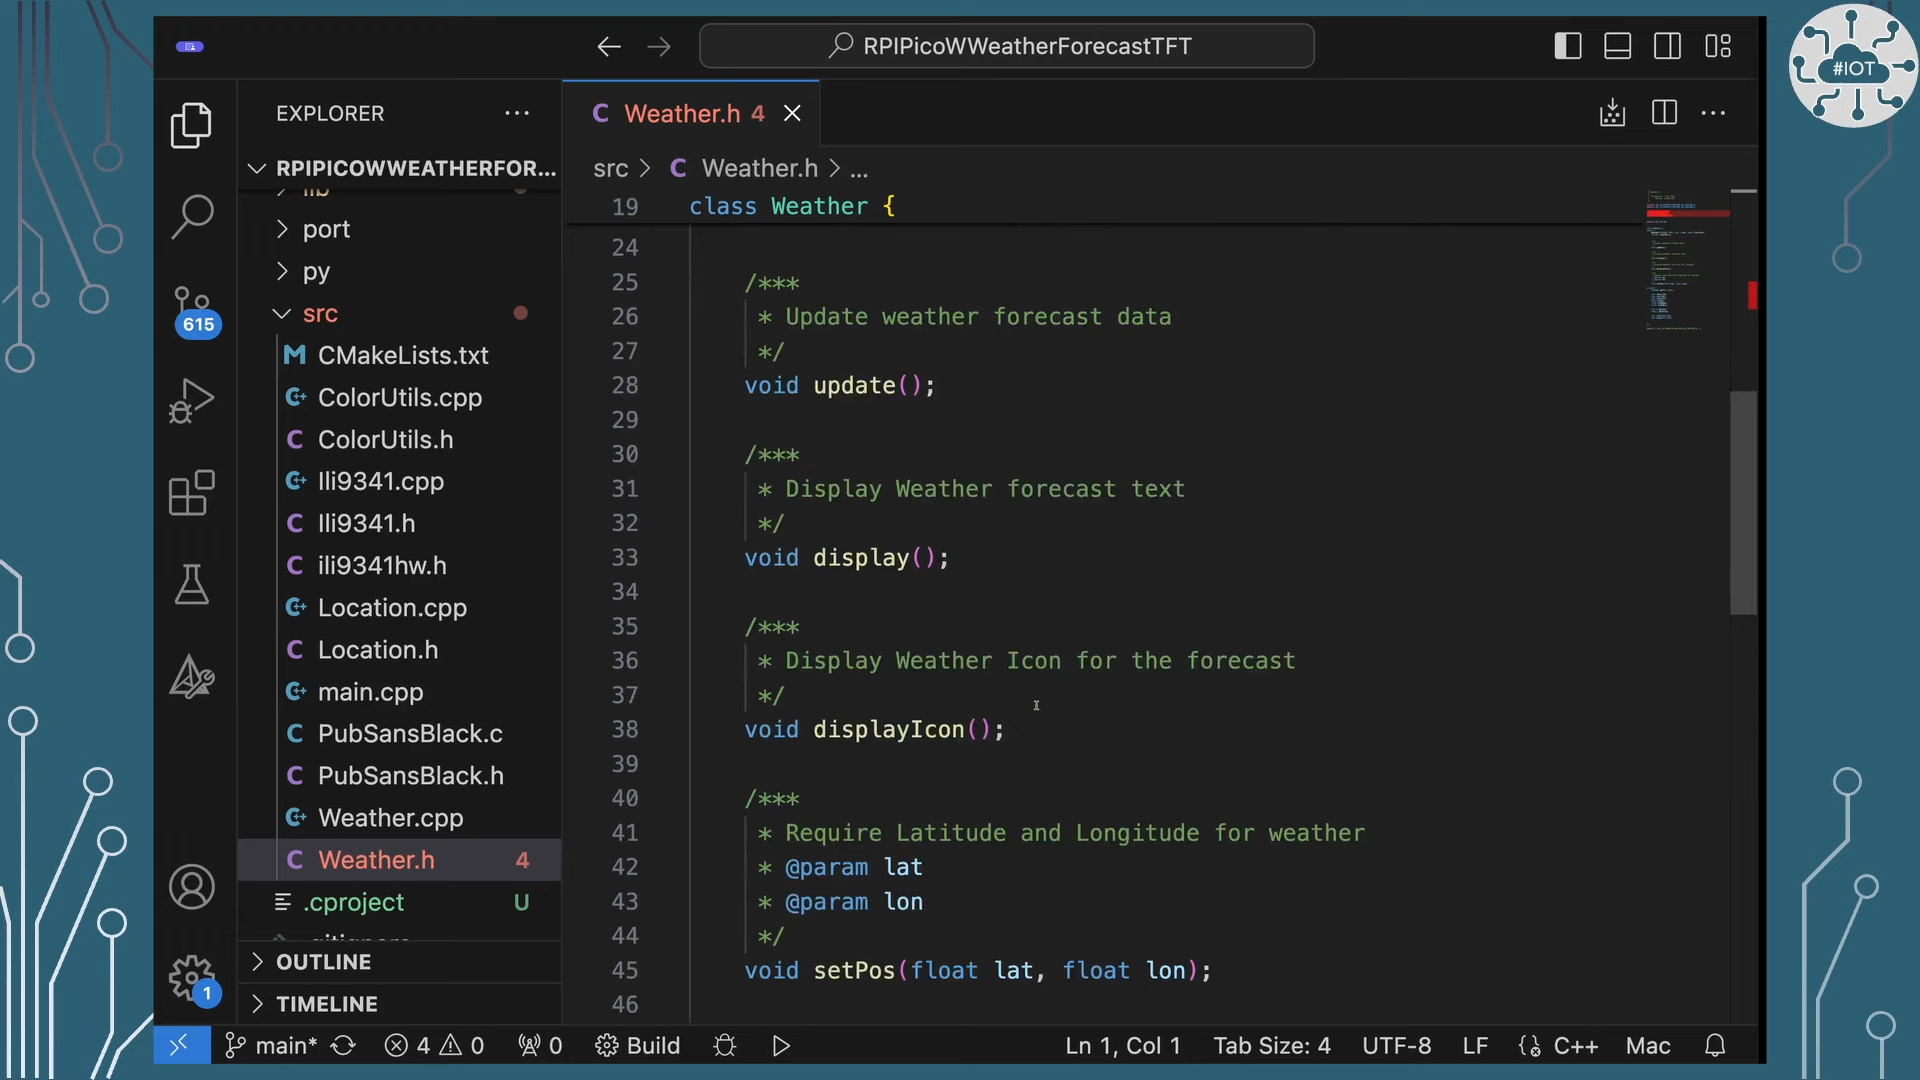 RPIPicoWWeatherForecastTFT
#IOT
EXPLORER
Weather.h 4
RPIPICOWWEATHERFOR...
src > Weather.h > ...
lib
port
py
src
CMakeLists.txt
ColorUtils.cpp
ColorUtils.h
Ili9341.cpp
Ili9341.h
ili9341hw.h
Location.cpp
Location.h
main.cpp
PubSansBlack.c
PubSansBlack.h
Weather.cpp
Weather.h 4
.cproject U
.gitignore
OUTLINE
TIMELINE
615
1
19 class Weather {
24
25 /***
26 * Update weather forecast data
27 */
28 void update();
29
30 /***
31 * Display Weather forecast text
32 */
33 void display();
34
35 /***
36 * Display Weather Icon for the forecast
37 */
38 void displayIcon();
39
40 /***
41 * Require Latitude and Longitude for weather
42 * @param lat
43 * @param lon
44 */
45 void setPos(float lat, float lon);
46
main* 4 0 0 Build Ln 1, Col 1 Tab Size: 4 UTF-8 LF C++ Mac